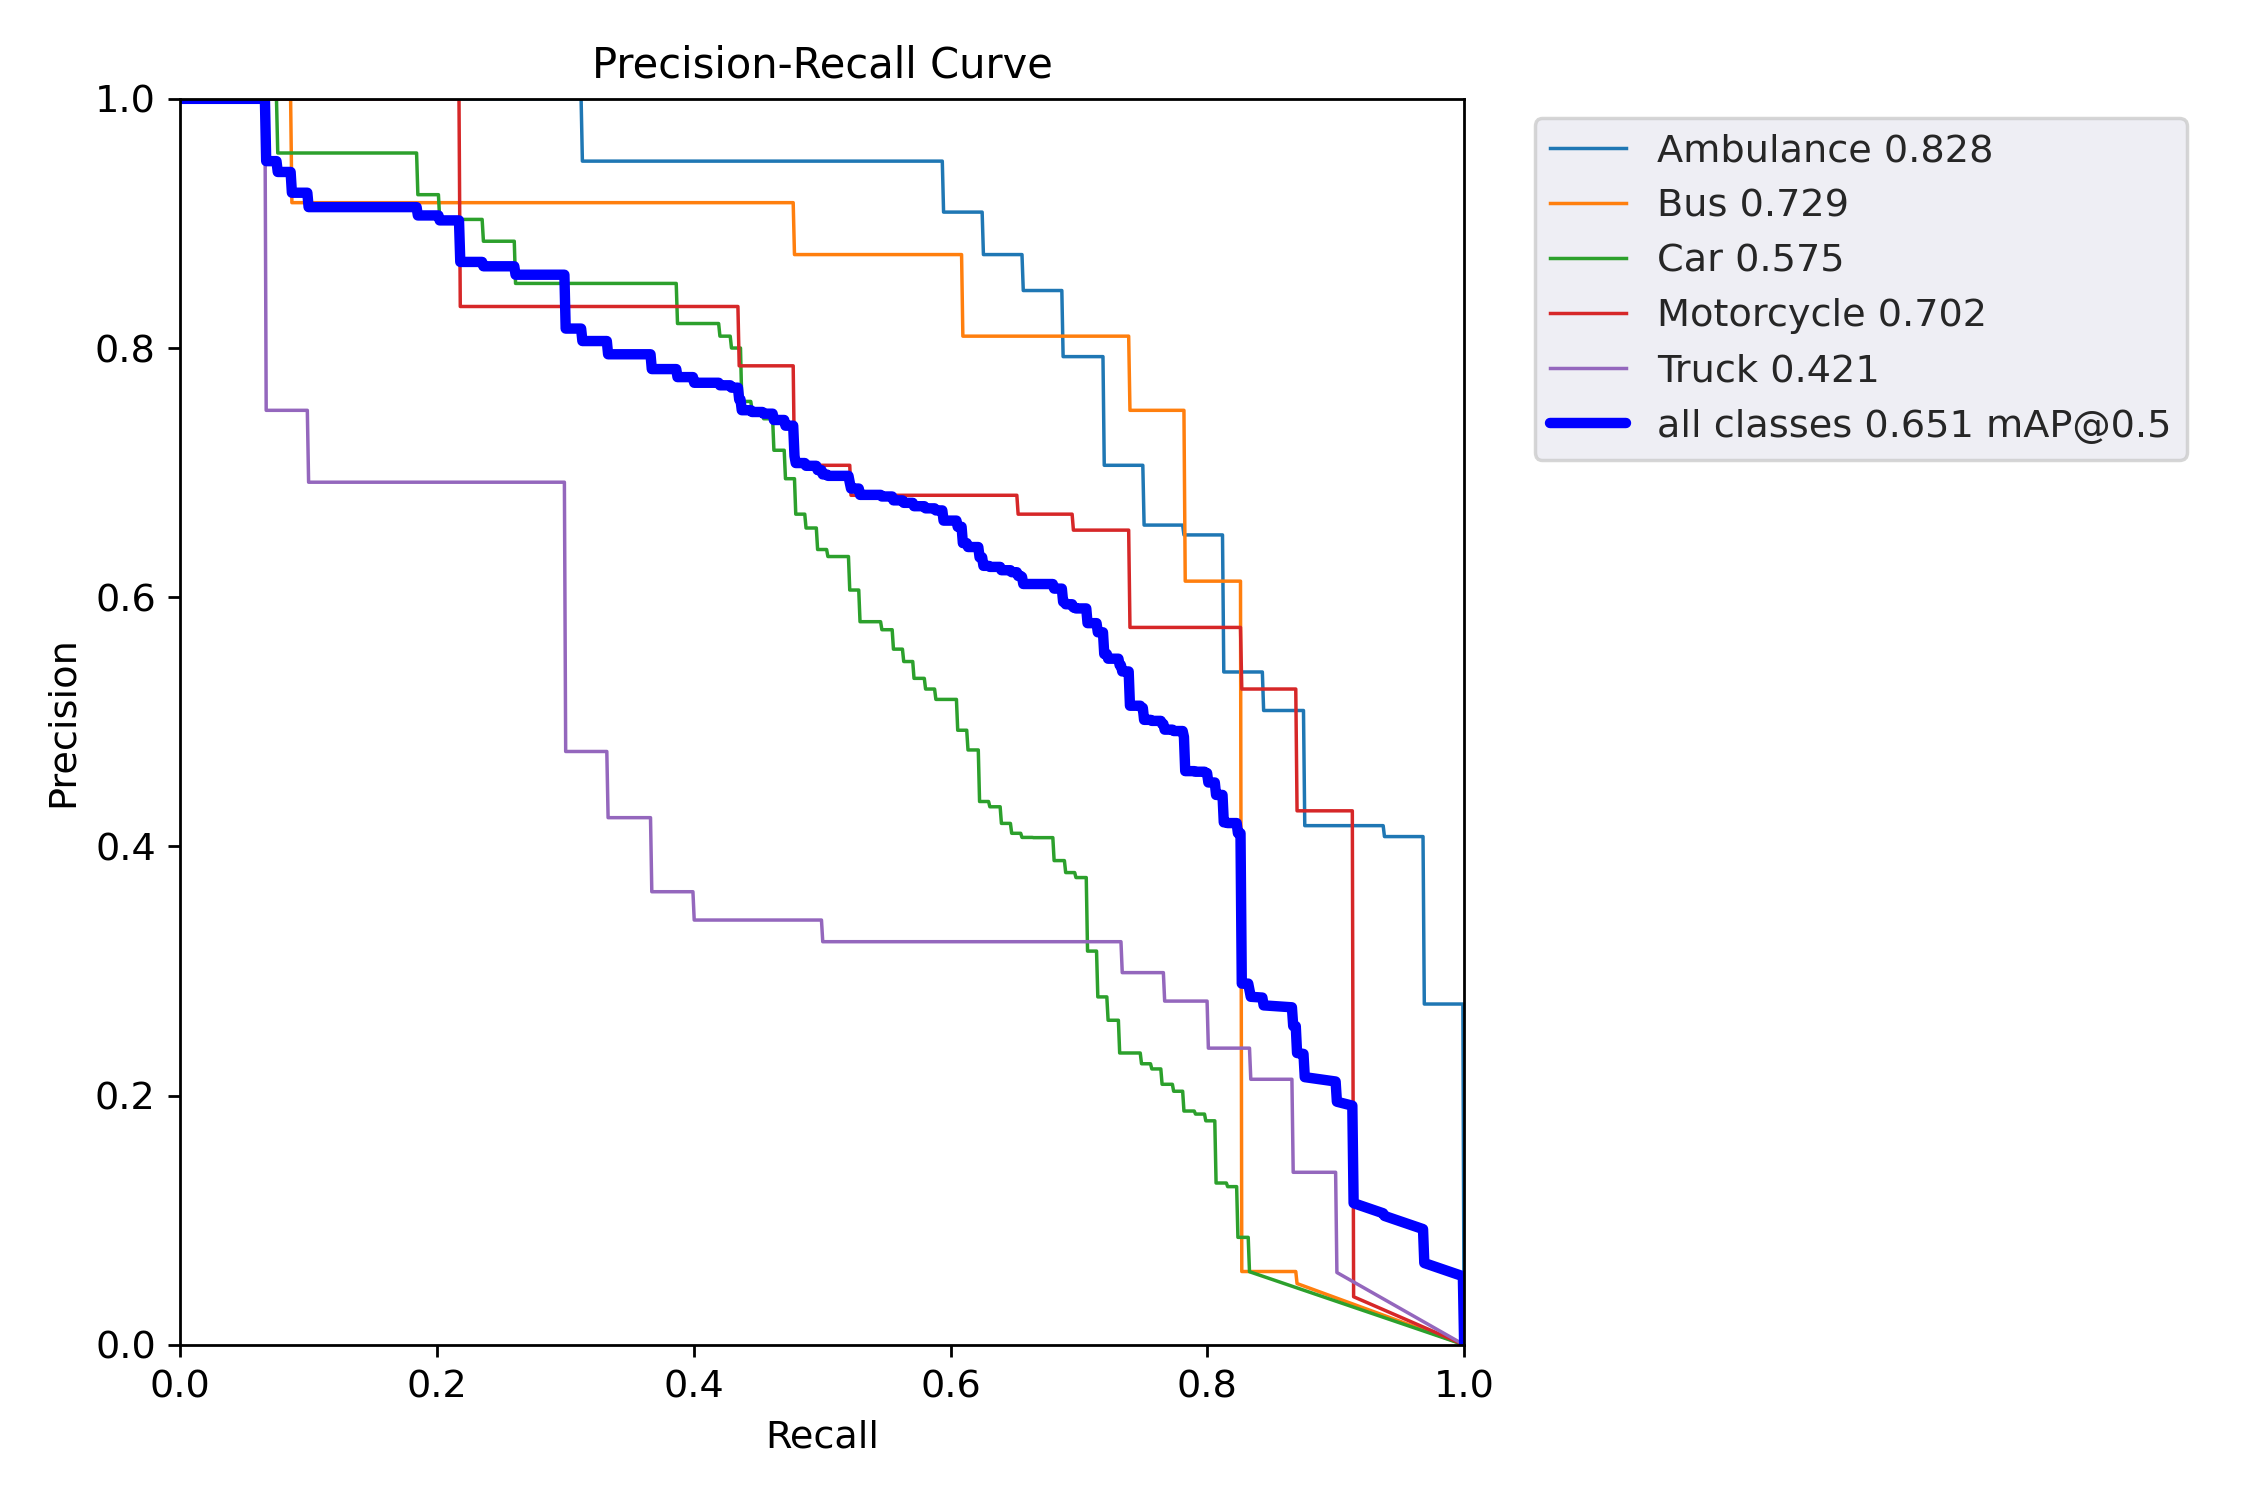 Precision-Recall Curve
1.0
0.8
0.6
0.4
0.2
0.0
Precision
0.0 0.2 0.4 0.6 0.8 1.0
Recall
Ambulance 0.828
Bus 0.729
Car 0.575
Motorcycle 0.702
Truck 0.421
all classes 0.651 mAP@0.5